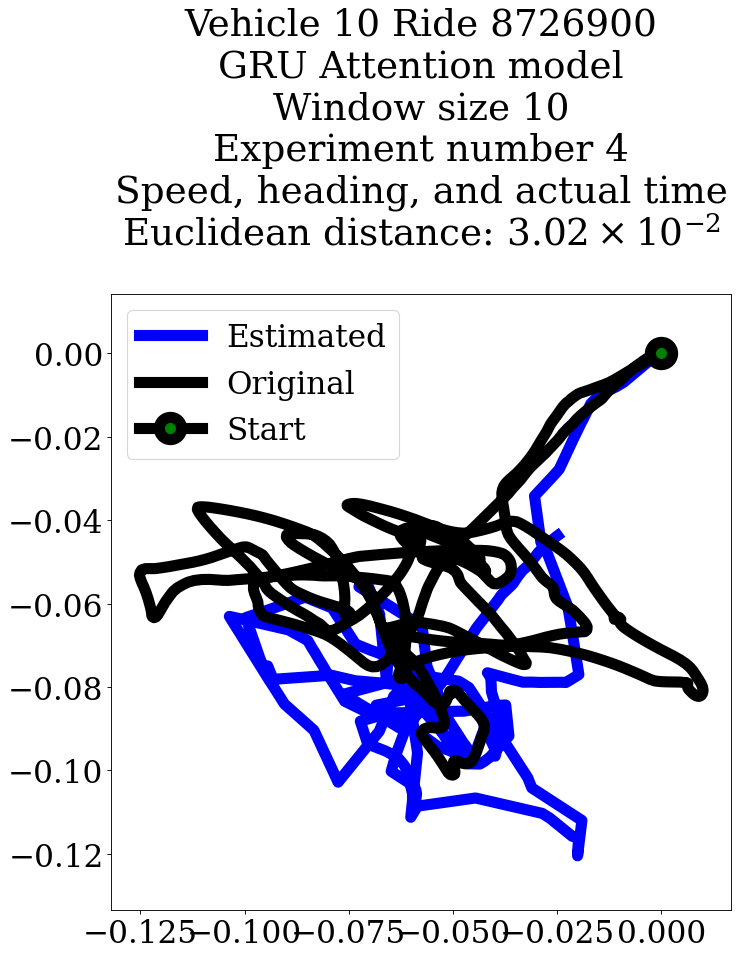 Vehicle 10 Ride 8726900
GRU Attention model
Window size 10
Experiment number 4
Speed, heading, and actual time
Euclidean distance: 3.02 × 10⁻²
Estimated
Original
Start
0.00
−0.02
−0.04
−0.06
−0.08
−0.10
−0.12
−0.125 −0.100 −0.075 −0.050 −0.025 0.000